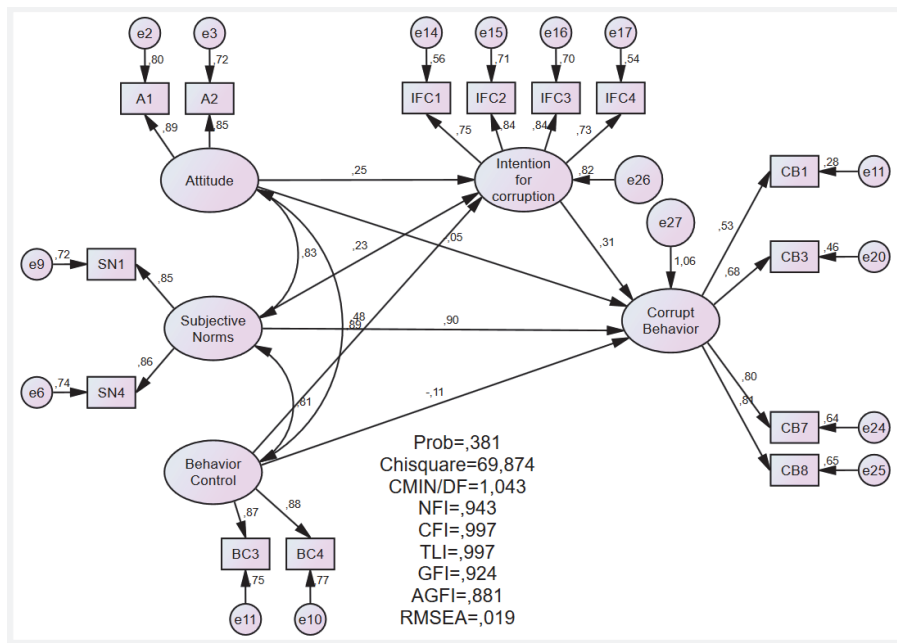 e2
e3
e14
e15
e16
e17
,80
,72
,56
,71
,70
,54
A1
A2
IFC1
IFC2
IFC3
IFC4
,89
,85
,75
,84
,84
,73
Attitude
,25
Intention
for
corruption
,82
e26
CB1
,28
e11
e27
,53
,23
,05
,83
,31
1,06
e9
,72
SN1
,85
,68
CB3
,46
e20
Subjective
Norms
,48
,89
,90
Corrupt
Behavior
e6
,74
SN4
,86
,81
-,11
,80
,81
CB7
,64
e24
CB8
,65
e25
Behavior
Control
,87
,88
BC3
BC4
,75
,77
e11
e10
Prob=,381
Chisquare=69,874
CMIN/DF=1,043
NFI=,943
CFI=,997
TLI=,997
GFI=,924
AGFI=,881
RMSEA=,019